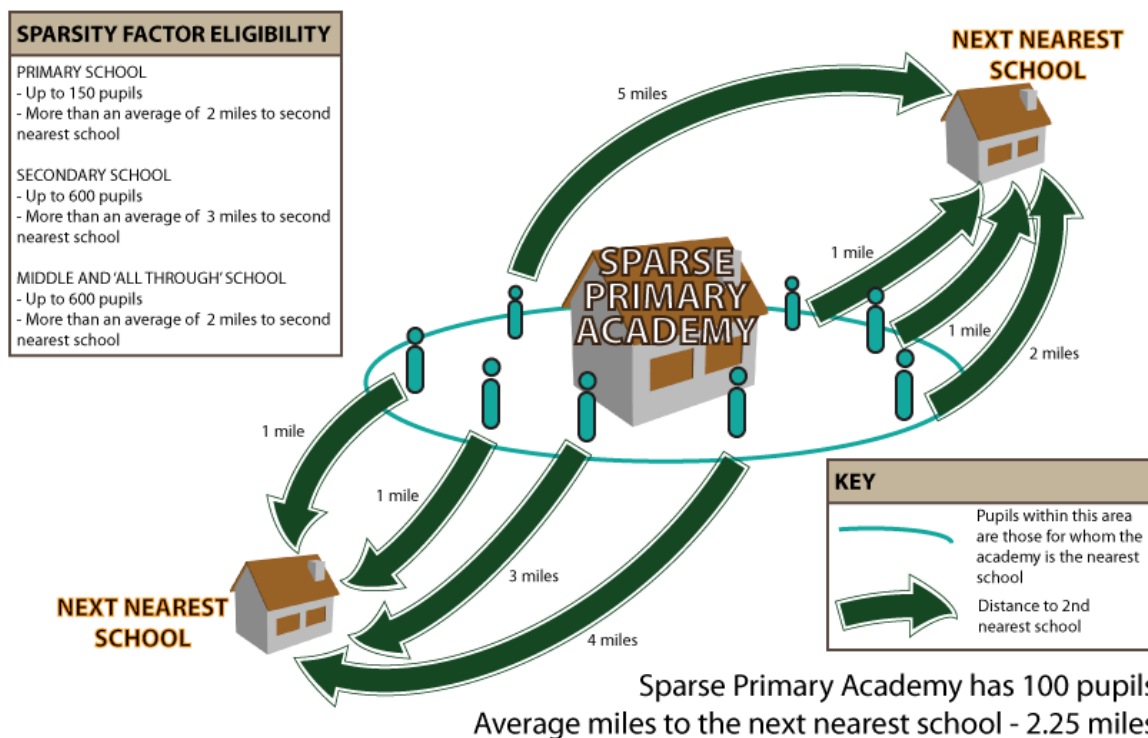 SPARSITY FACTOR ELIGIBILITY
PRIMARY SCHOOL
- Up to 150 pupils
- More than an average of 2 miles to second
nearest school
SECONDARY SCHOOL
- Up to 600 pupils
- More than an average of 3 miles to second
nearest school
MIDDLE AND 'ALL THROUGH' SCHOOL
- Up to 600 pupils
- More than an average of 2 miles to second
nearest school
NEXT NEAREST
SCHOOL
5 miles
SPARSE
PRIMARY
ACADEMY
1 mile
1 mile
2 miles
1 mile
1 mile
3 miles
4 miles
NEXT NEAREST
SCHOOL
KEY
Pupils within this area
are those for whom the
academy is the nearest
school
Distance to 2nd
nearest school
Sparse Primary Academy has 100 pupils
Average miles to the next nearest school - 2.25 miles